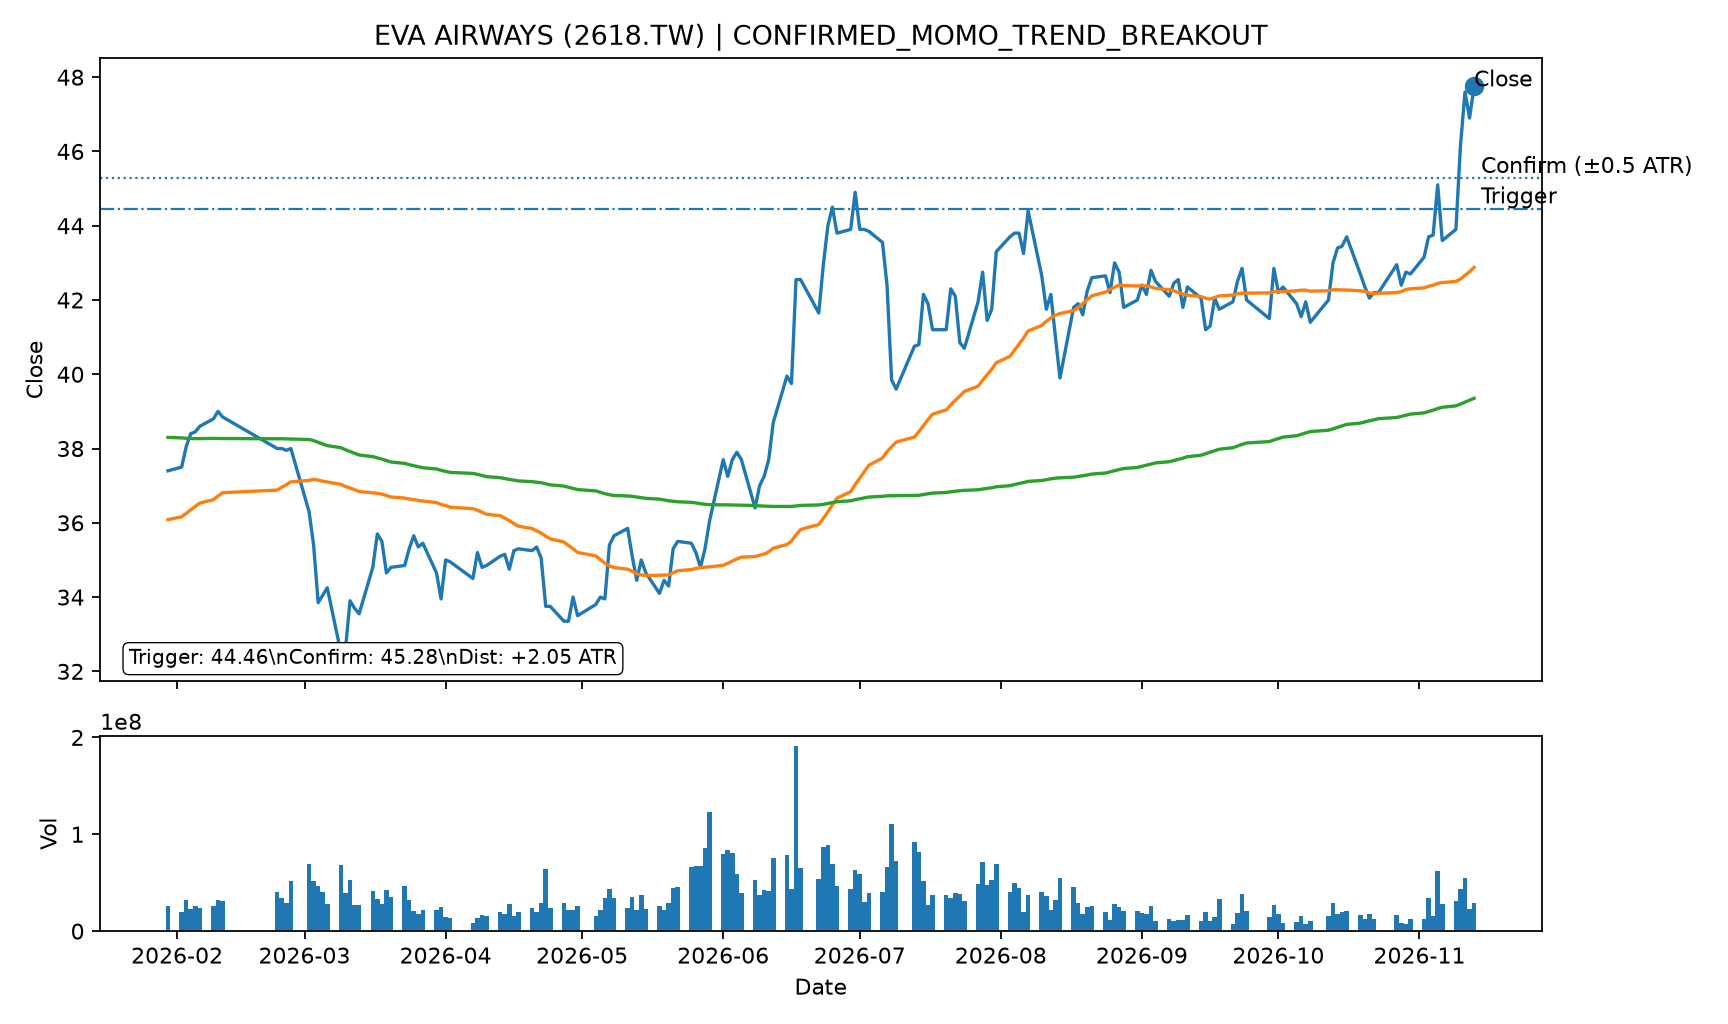 EVA AIRWAYS (2618.TW) | CONFIRMED_MOMO_TREND_BREAKOUT
48
46
44
42
40
38
36
34
32
Close
Close
Confirm (±0.5 ATR)
Trigger
Trigger: 44.46\nConfirm: 45.28\nDist: +2.05 ATR
1e8
2
1
0
Vol
2026-02 2026-03 2026-04 2026-05 2026-06 2026-07 2026-08 2026-09 2026-10 2026-11
Date